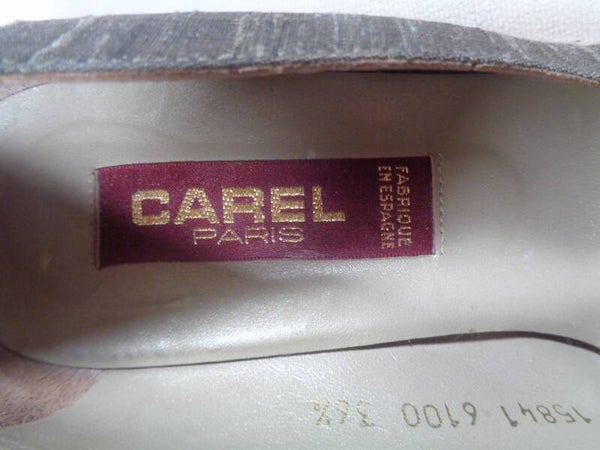 CAREL
PARIS
FABRIQUE
EN ESPAGNE
15841 6100 36½